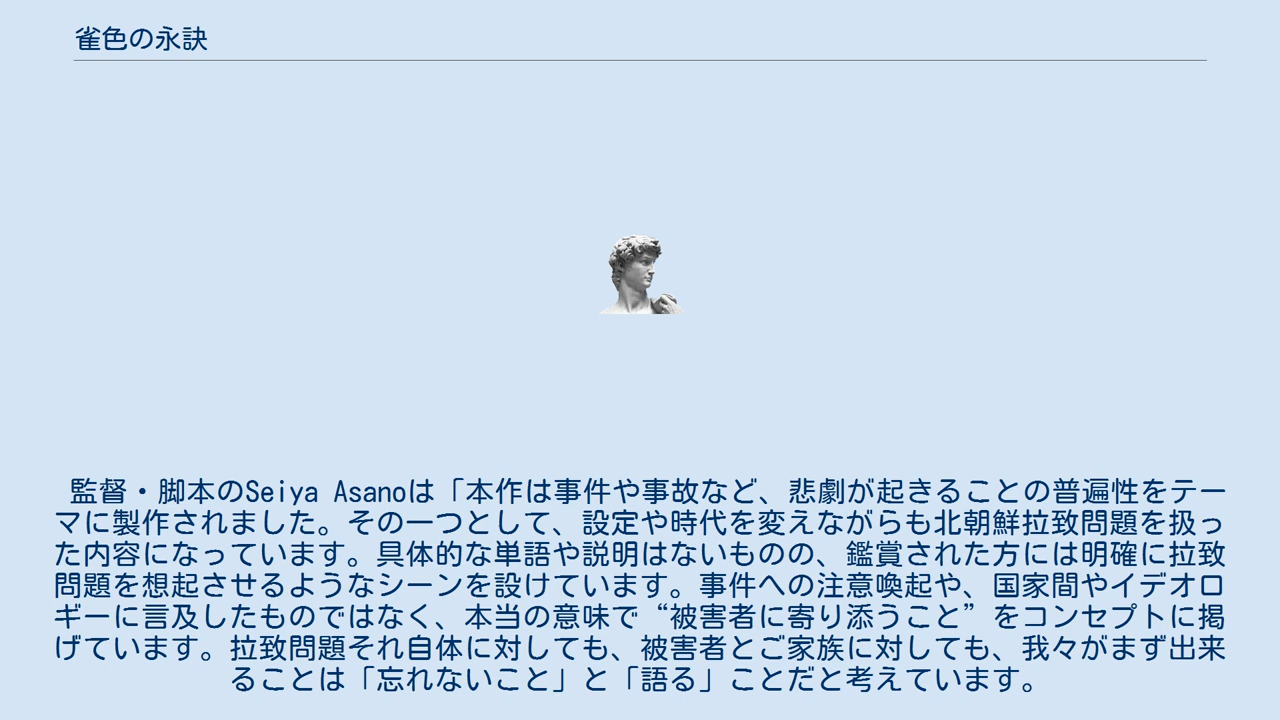 雀色の永訣
監督・脚本のSeiya Asanoは「本作は事件や事故など、悲劇が起きることの普遍性をテー
マに製作されました。その一つとして、設定や時代を変えながらも北朝鮮拉致問題を扱っ
た内容になっています。具体的な単語や説明はないものの、鑑賞された方には明確に拉致
問題を想起させるようなシーンを設けています。事件への注意喚起や、国家間やイデオロ
ギーに言及したものではなく、本当の意味で“被害者に寄り添うこと”をコンセプトに掲
げています。拉致問題それ自体に対しても、被害者とご家族に対しても、我々がまず出来
ることは「忘れないこと」と「語る」ことだと考えています。